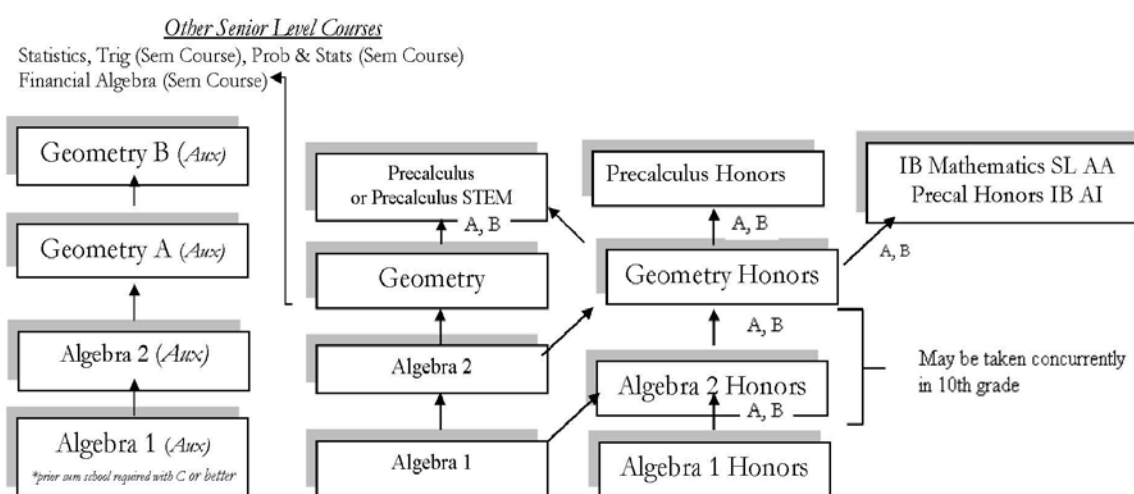 Other Senior Level Courses
Statistics, Trig (Sem Course), Prob & Stats (Sem Course)
Financial Algebra (Sem Course)
Geometry B (Aux)
Geometry A (Aux)
Algebra 2 (Aux)
Algebra 1 (Aux)
*prior sum school required with C or better
Precalculus
or Precalculus STEM
A, B
Geometry
Algebra 2
Algebra 1
Precalculus Honors
A, B
Geometry Honors
A, B
Algebra 2 Honors
A, B
Algebra 1 Honors
IB Mathematics SL AA
Precal Honors IB AI
A, B
May be taken concurrently
in 10th grade